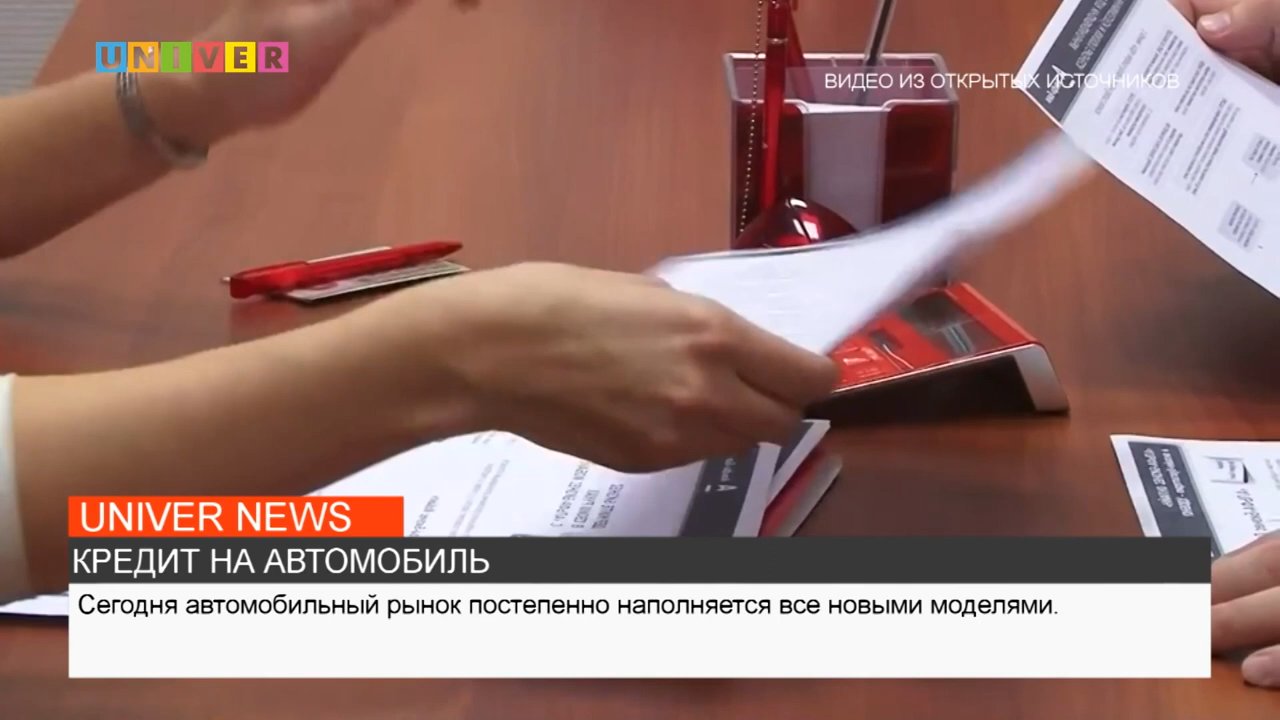 UNIVER
ВИДЕО ИЗ ОТКРЫТЫХ ИСТОЧНИКОВ
UNIVER NEWS
КРЕДИТ НА АВТОМОБИЛЬ
Сегодня автомобильный рынок постепенно наполняется все новыми моделями.